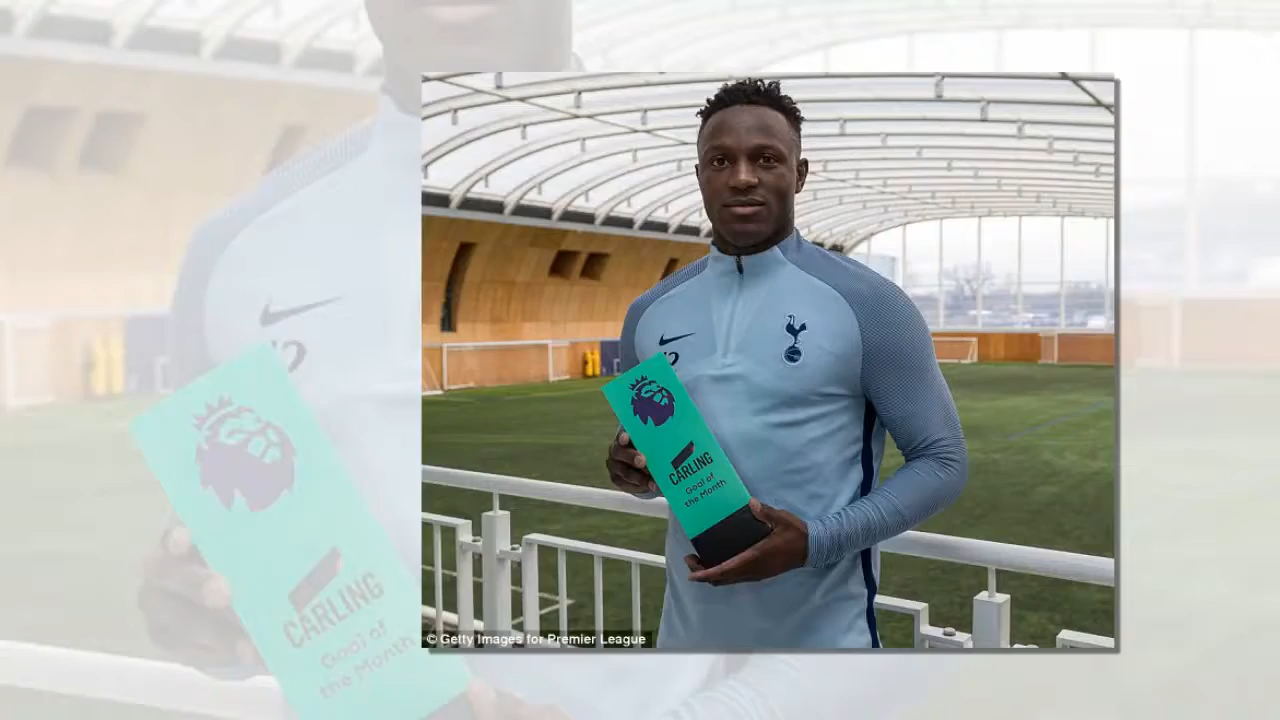 CARLING
Goal of
the Month
© Getty Images for Premier League
CARLING
Goal of
the Month